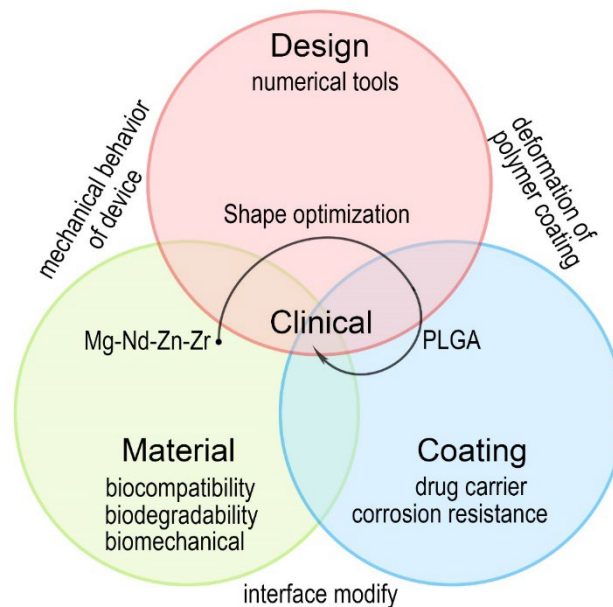 Design
numerical tools
mechanical behavior
of device
deformation of
polymer coating
Shape optimization
Clinical
Mg-Nd-Zn-Zr
PLGA
Material
biocompatibility
biodegradability
biomechanical
Coating
drug carrier
corrosion resistance
interface modify